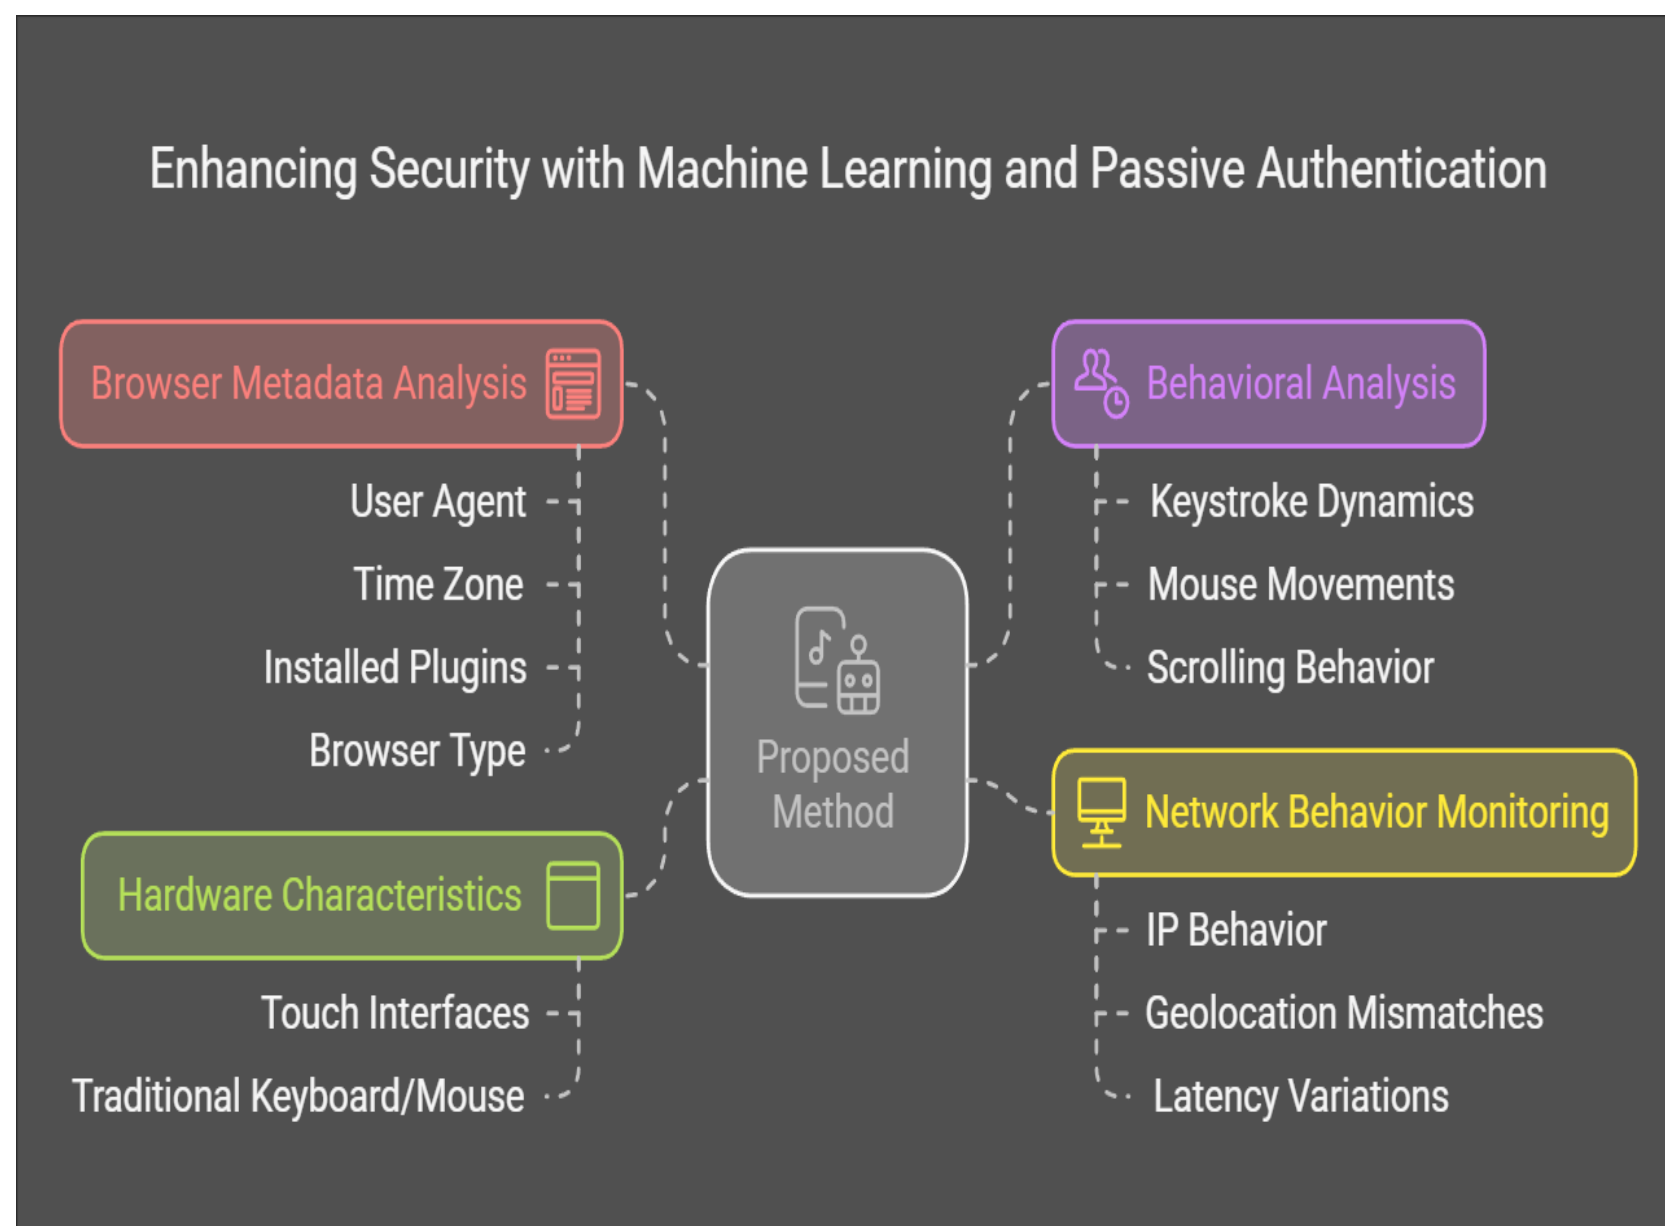 Enhancing Security with Machine Learning and Passive Authentication
Browser Metadata Analysis
User Agent
Time Zone
Installed Plugins
Browser Type
Hardware Characteristics
Touch Interfaces
Traditional Keyboard/Mouse
Proposed
Method
Behavioral Analysis
Keystroke Dynamics
Mouse Movements
Scrolling Behavior
Network Behavior Monitoring
IP Behavior
Geolocation Mismatches
Latency Variations